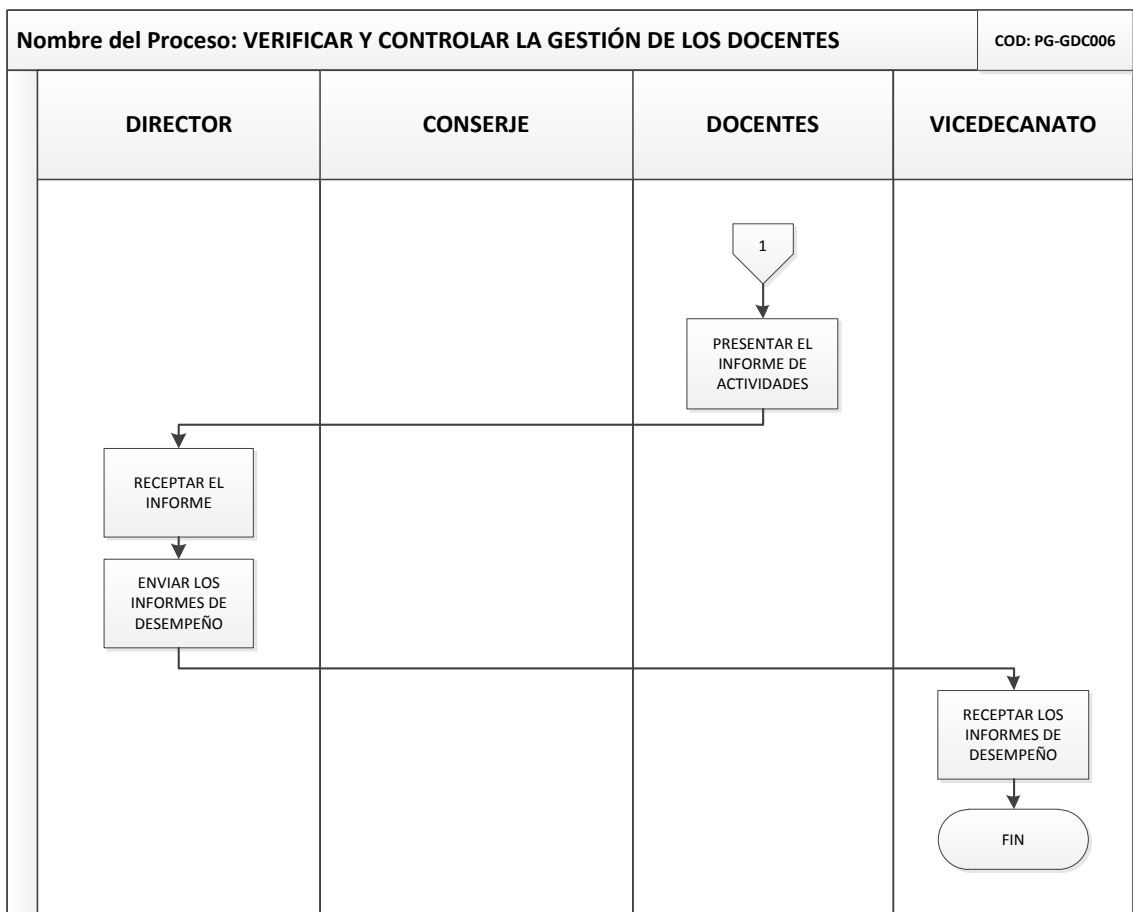 Nombre del Proceso: VERIFICAR Y CONTROLAR LA GESTIÓN DE LOS DOCENTES
COD: PG-GDC006
DIRECTOR
CONSERJE
DOCENTES
VICEDECANATO
1
PRESENTAR EL
INFORME DE
ACTIVIDADES
RECEPTAR EL
INFORME
ENVIAR LOS
INFORMES DE
DESEMPEÑO
RECEPTAR LOS
INFORMES DE
DESEMPEÑO
FIN